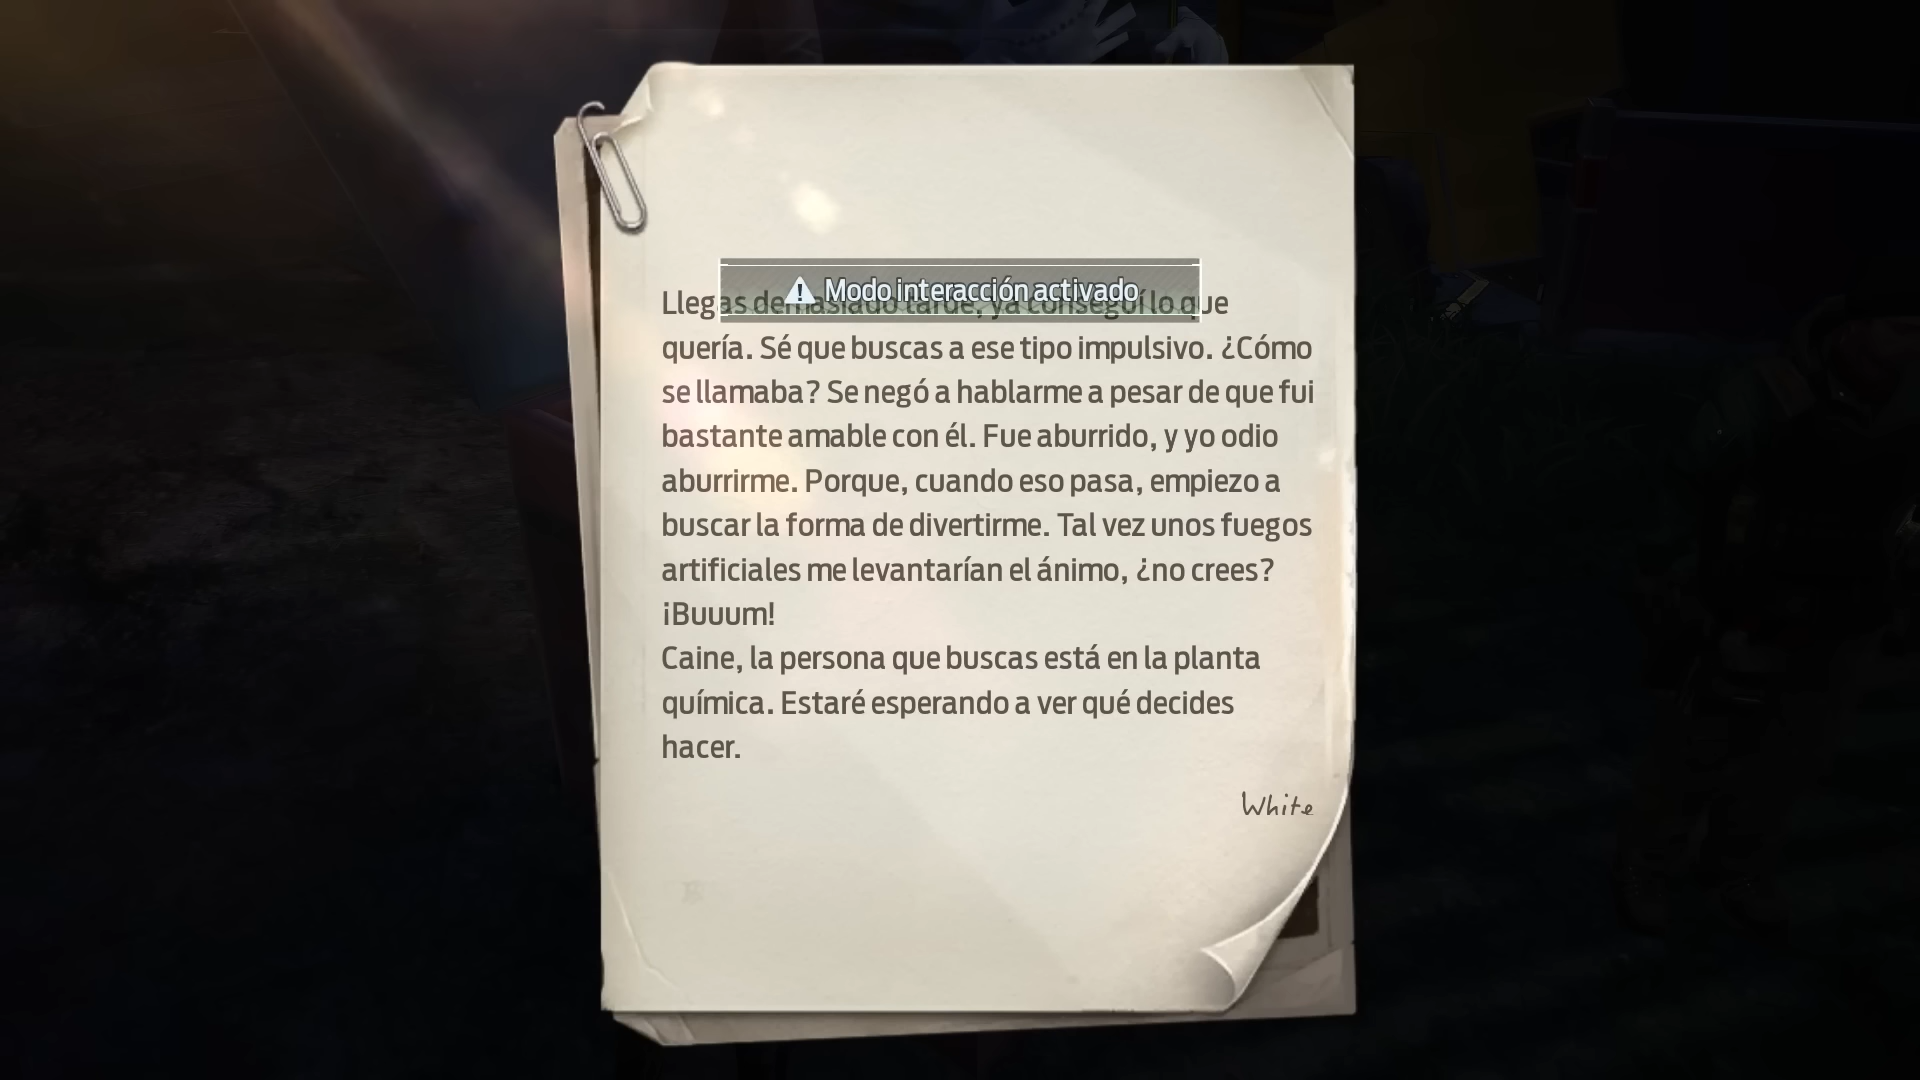 Modo interacción activado
Llegas demasiado tarde, ya conseguí lo que
quería. Sé que buscas a ese tipo impulsivo. ¿Cómo
se llamaba? Se negó a hablarme a pesar de que fui
bastante amable con él. Fue aburrido, y yo odio
aburrirme. Porque, cuando eso pasa, empiezo a
buscar la forma de divertirme. Tal vez unos fuegos
artificiales me levantarían el ánimo, ¿no crees?
¡Buuum!
Caine, la persona que buscas está en la planta
química. Estaré esperando a ver qué decides
hacer.
White